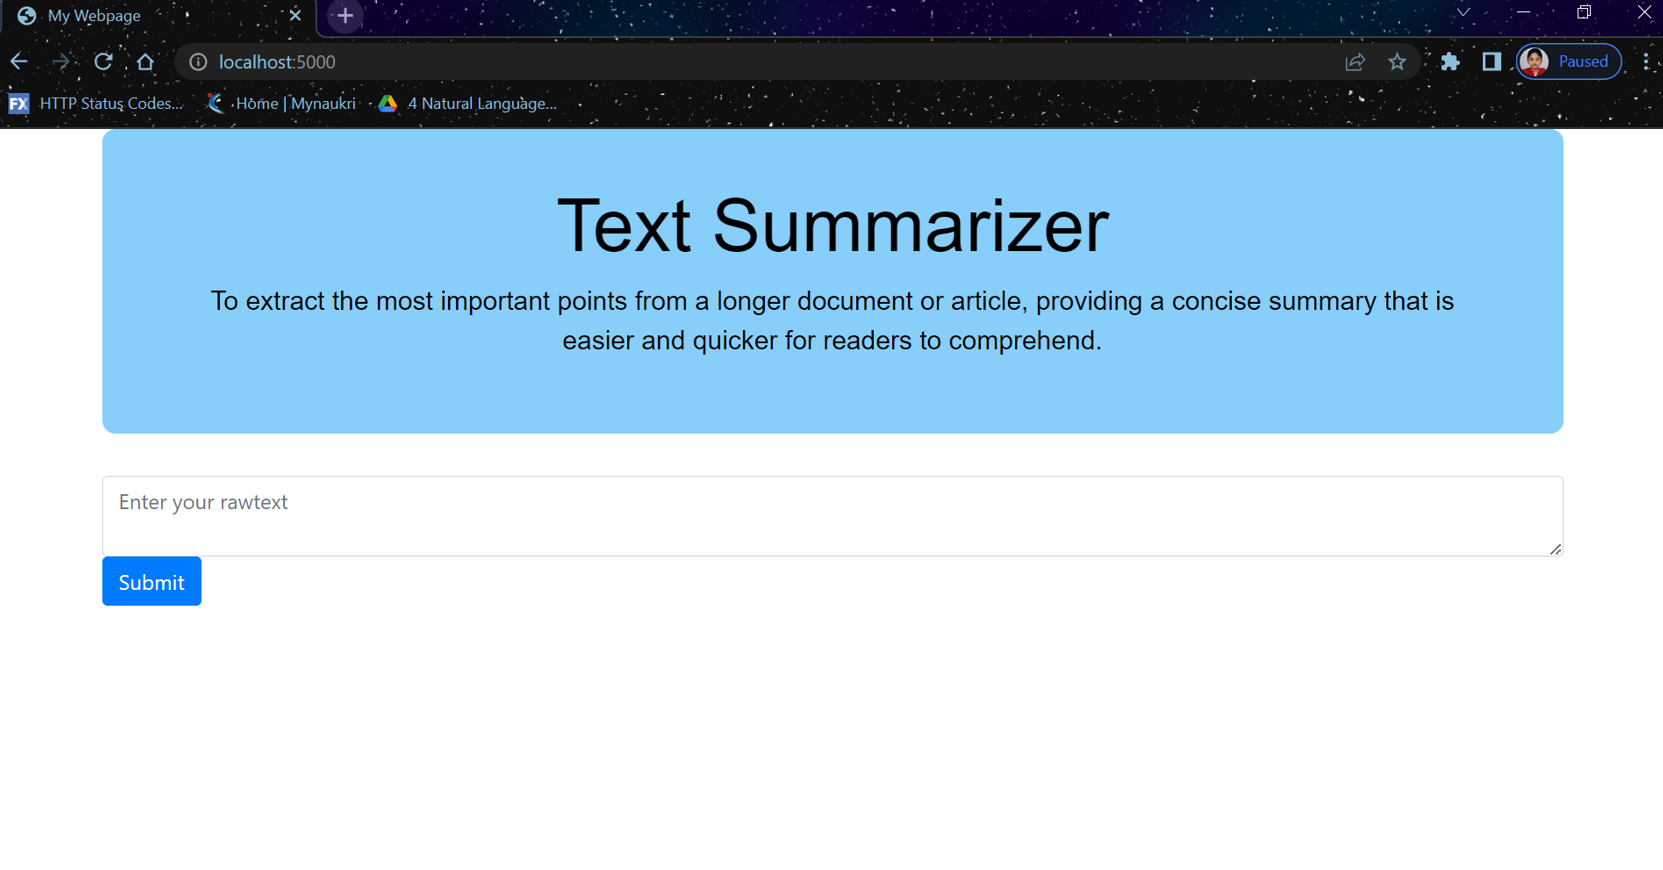 My Webpage
localhost:5000
Paused
FX HTTP Status Codes... Home | Mynaukri 4 Natural Language...
Text Summarizer
To extract the most important points from a longer document or article, providing a concise summary that is
easier and quicker for readers to comprehend.
Enter your rawtext
Submit